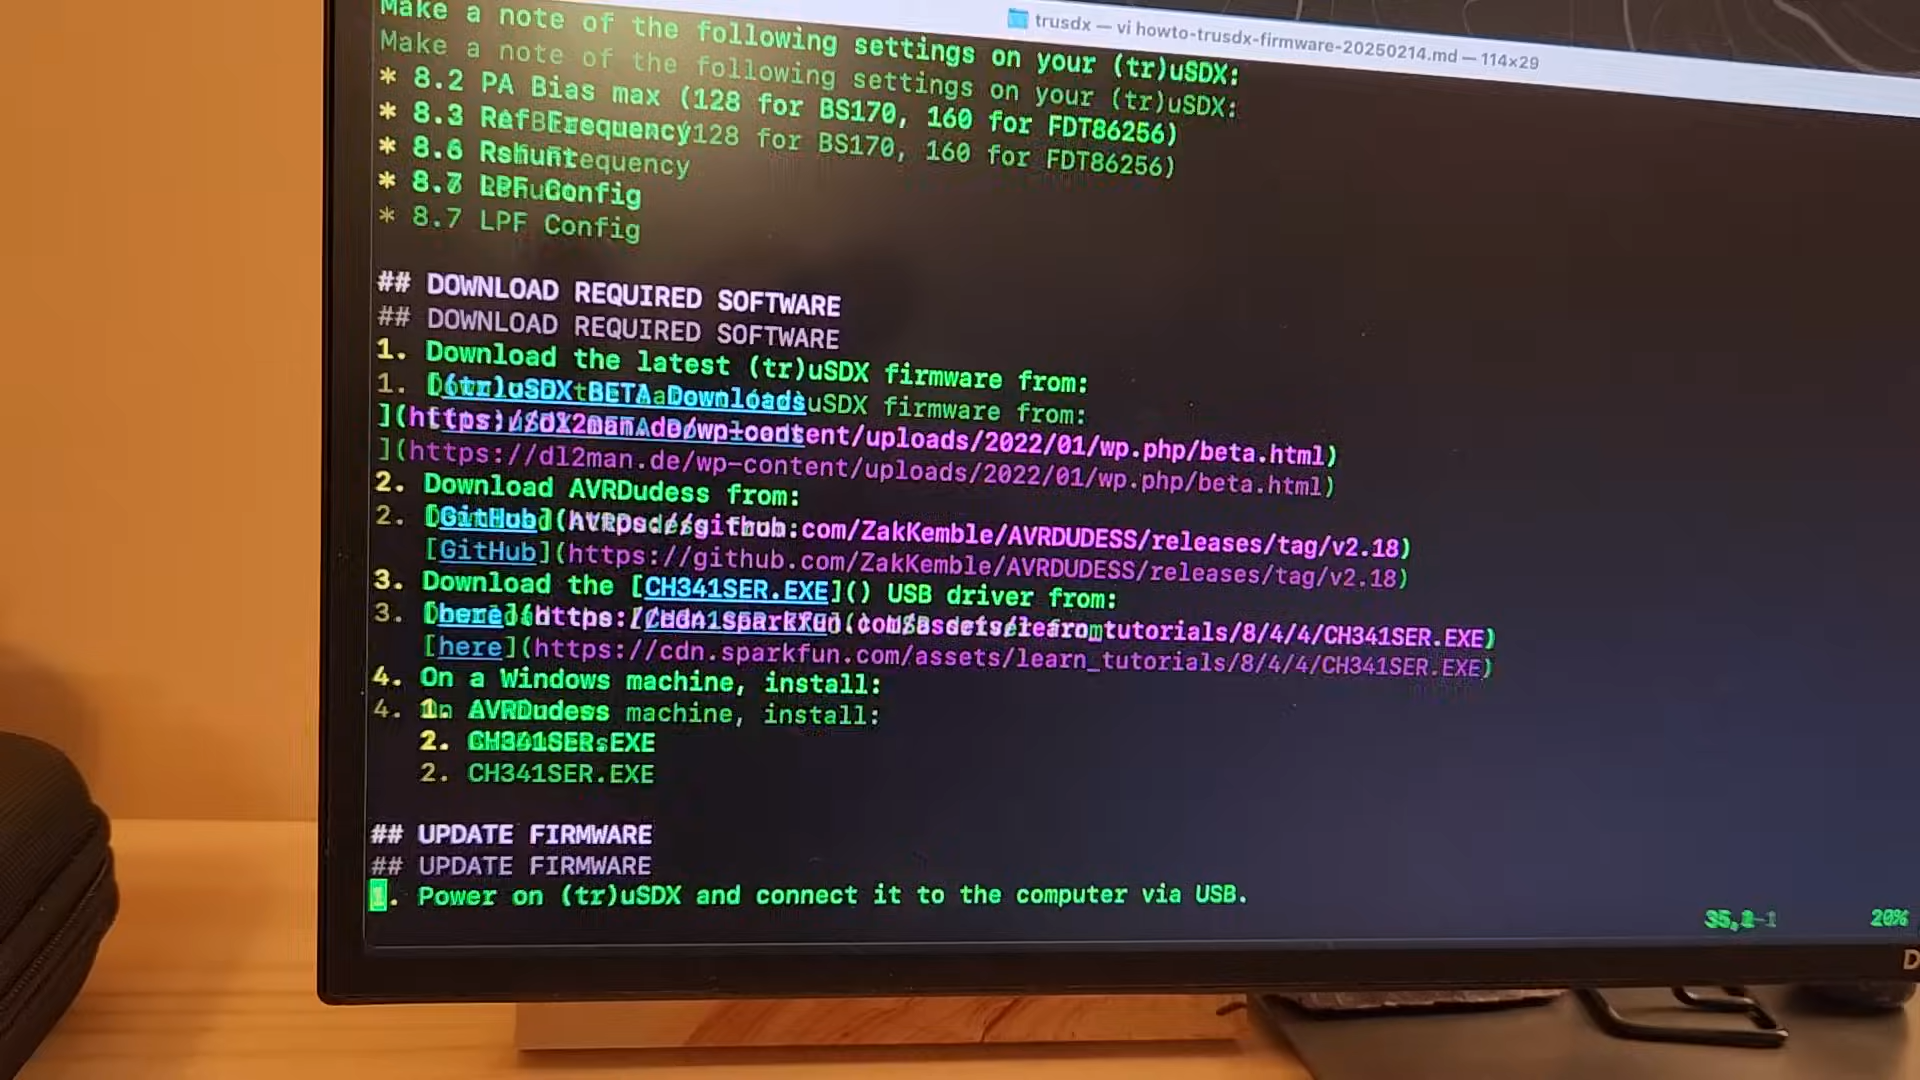 trusdx — vi howto-trusdx-firmware-20250214.md — 114×29
Make a note of the following settings on your (tr)uSDX:
* 8.2 PA Bias max (128 for BS170, 160 for FDT86256)
* 8.3 Ref Frequency
* 8.6 Rshunt
* 8.7 LPF Config
## DOWNLOAD REQUIRED SOFTWARE
1. Download the latest (tr)uSDX firmware from:
[(tr)uSDX BETA Downloads
](https://dl2man.de/wp-content/uploads/2022/01/wp.php/beta.html)
2. Download AVRDudess from:
[GitHub](https://github.com/ZakKemble/AVRDUDESS/releases/tag/v2.18)
3. Download the [CH341SER.EXE]() USB driver from:
[here](https://cdn.sparkfun.com/assets/learn_tutorials/8/4/4/CH341SER.EXE)
4. On a Windows machine, install:
1. AVRDudess
2. CH341SER.EXE
## UPDATE FIRMWARE
1. Power on (tr)uSDX and connect it to the computer via USB.
20%